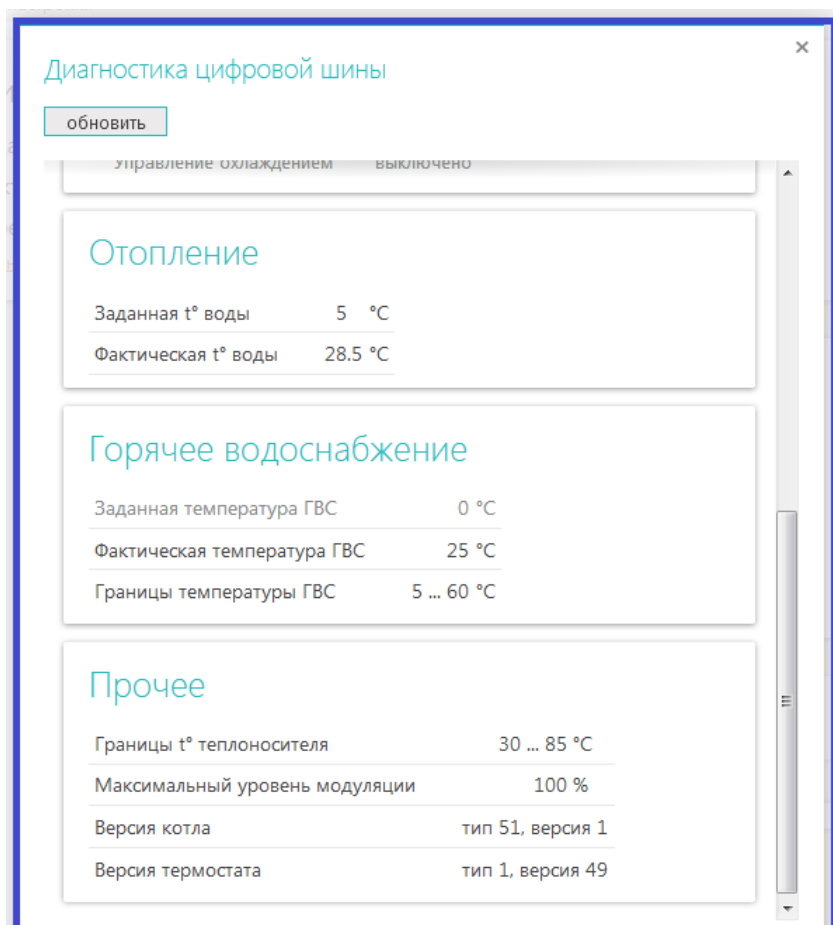 Диагностика цифровой шины
×
обновить
Управление охлаждением выключено
Отопление
Заданная t° воды 5 °C
Фактическая t° воды 28.5 °C
Горячее водоснабжение
Заданная температура ГВС 0 °C
Фактическая температура ГВС 25 °C
Границы температуры ГВС 5 ... 60 °C
Прочее
Границы t° теплоносителя 30 ... 85 °C
Максимальный уровень модуляции 100 %
Версия котла тип 51, версия 1
Версия термостата тип 1, версия 49